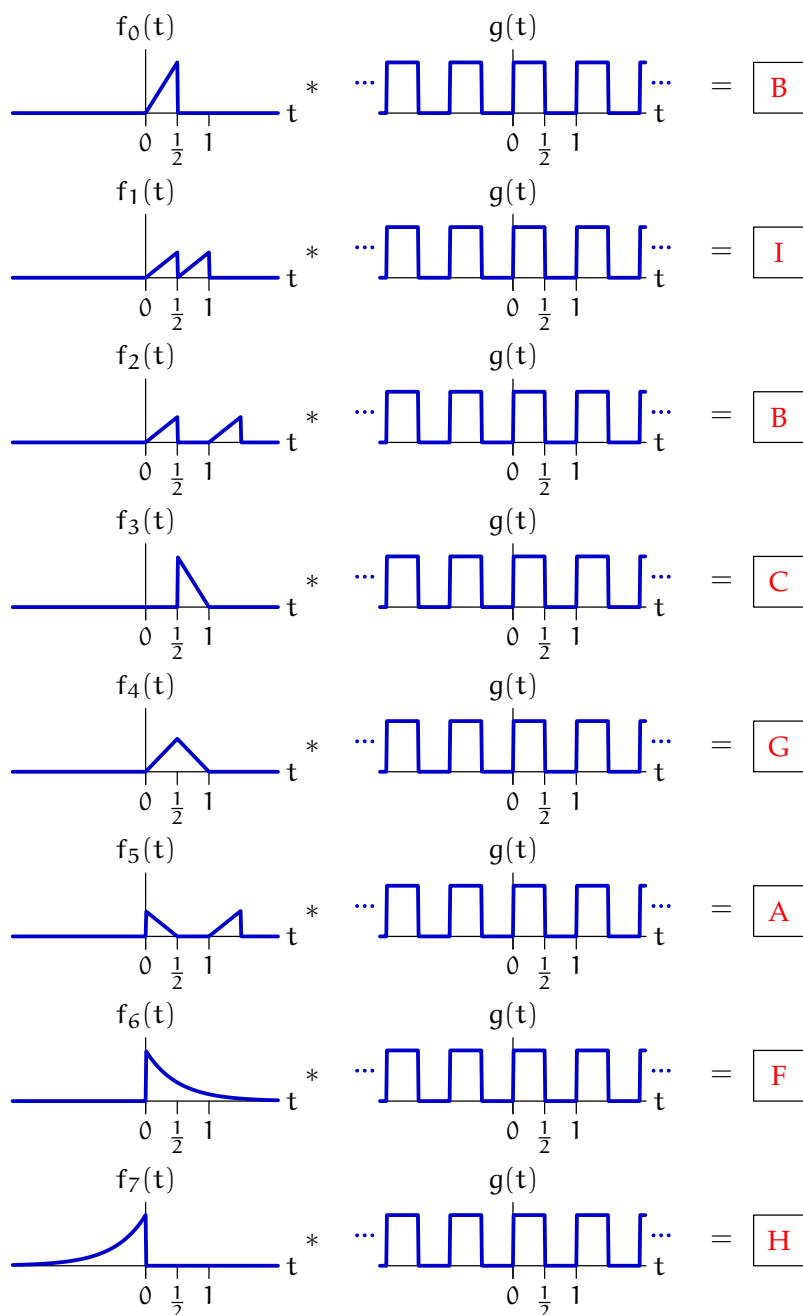 f₀(t) g(t)
* ··· ··· = B
t t
0 ½ 1 0 ½ 1
f₁(t) g(t)
* ··· ··· = I
t t
0 ½ 1 0 ½ 1
f₂(t) g(t)
* ··· ··· = B
t t
0 ½ 1 0 ½ 1
f₃(t) g(t)
* ··· ··· = C
t t
0 ½ 1 0 ½ 1
f₄(t) g(t)
* ··· ··· = G
t t
0 ½ 1 0 ½ 1
f₅(t) g(t)
* ··· ··· = A
t t
0 ½ 1 0 ½ 1
f₆(t) g(t)
* ··· ··· = F
t t
0 ½ 1 0 ½ 1
f₇(t) g(t)
* ··· ··· = H
t t
0 ½ 1 0 ½ 1